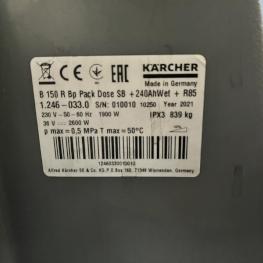 CE EAC KÄRCHER
Made in Germany
B 150 R Bp Pack Dose SB +240AhWet + R85
1.246-033.0 S/N: 010010 10250 Year 2021
230 V~50-60 Hz 1900 W IPX3 839 kg
36 V 2600 W
p max=0,5 MPa T max=50°C
Alfred Kärcher SE & Co. KG, P.O.Box 160, 71349 Winnenden, Germany